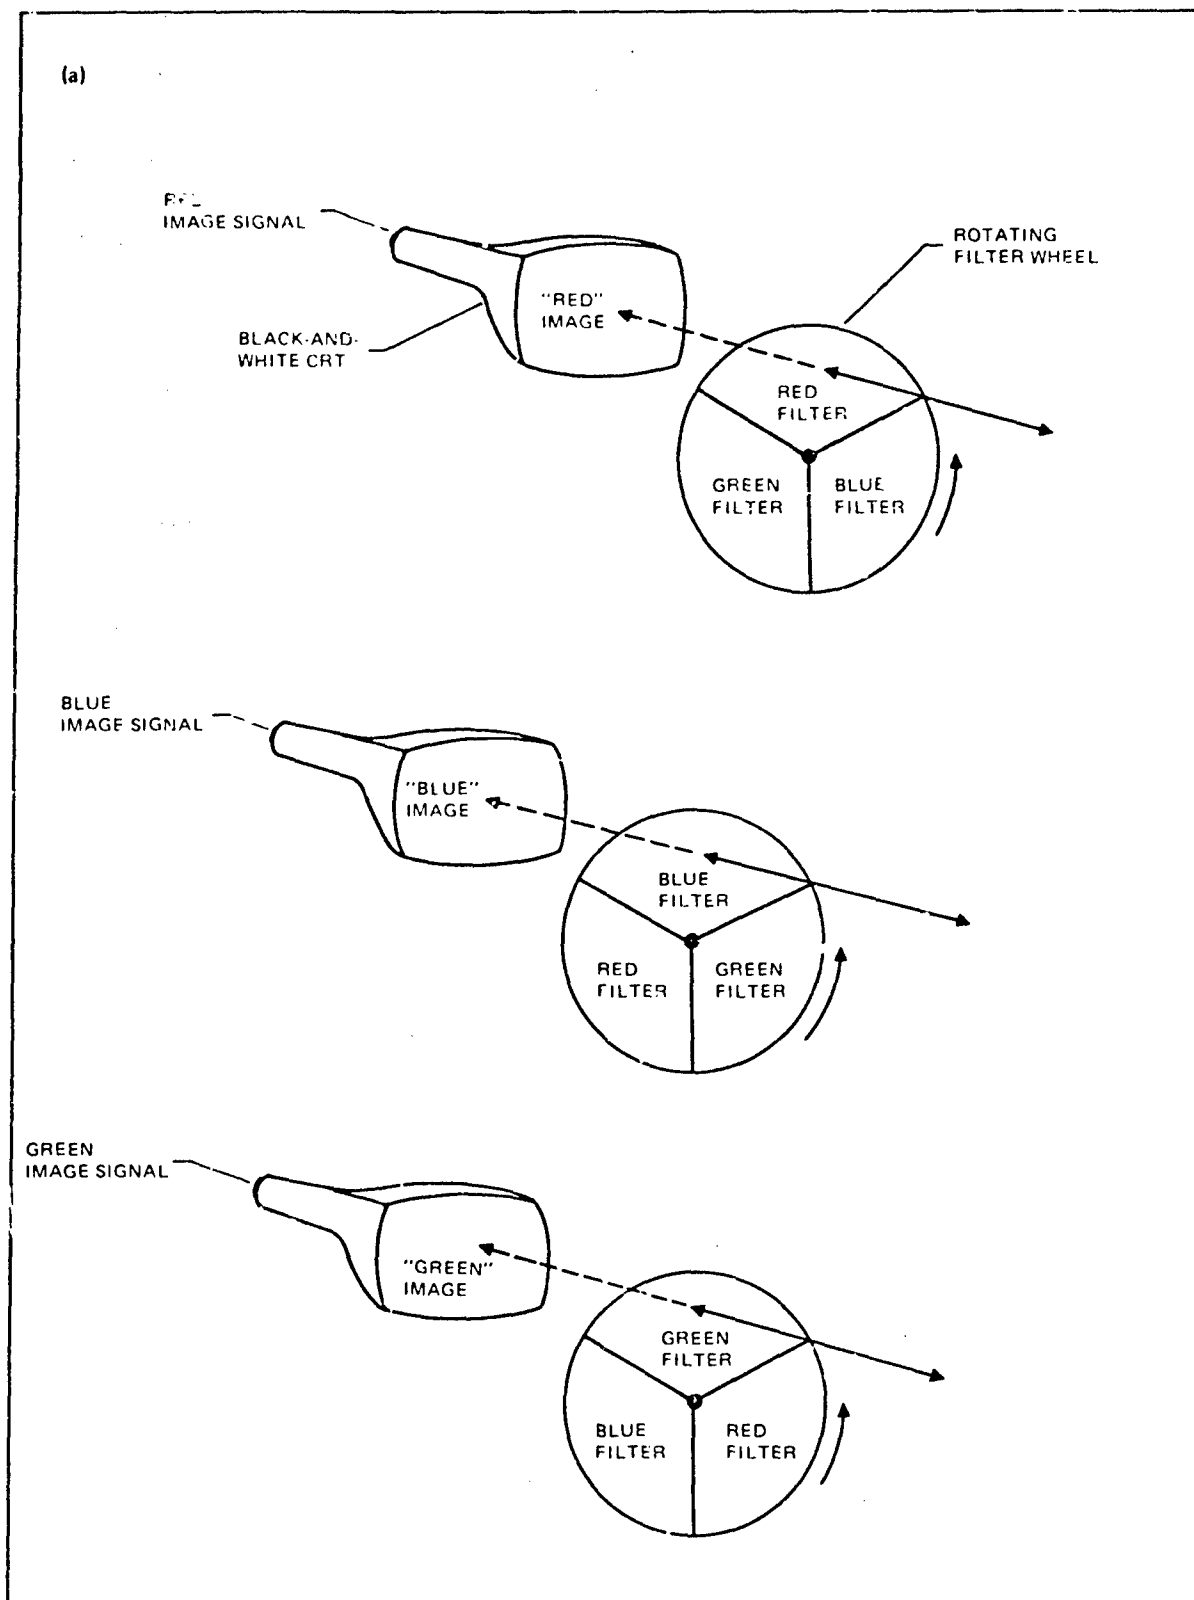 (a)
IMAGE SIGNAL
ROTATING
FILTER WHEEL
"RED"
IMAGE
BLACK-AND-
WHITE CRT
RED
FILTER
GREEN
FILTER
BLUE
FILTER
BLUE
IMAGE SIGNAL
"BLUE"
IMAGE
BLUE
FILTER
RED
FILTER
GREEN
FILTER
GREEN
IMAGE SIGNAL
"GREEN"
IMAGE
GREEN
FILTER
BLUE
FILTER
RED
FILTER